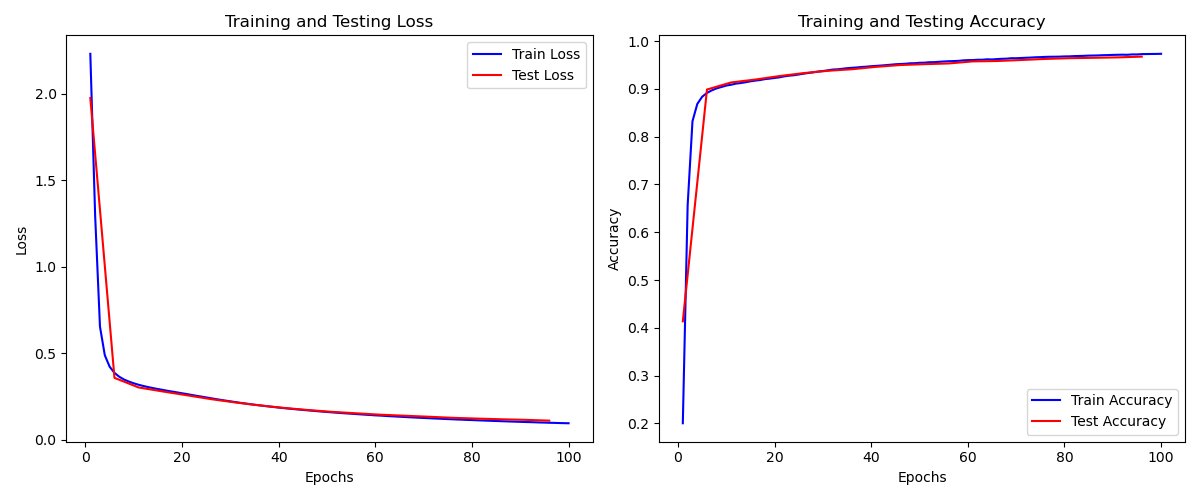 Training and Testing Loss
Train Loss
Test Loss
2.0
1.5
1.0
0.5
0.0
Loss
0 20 40 60 80 100
Epochs
Training and Testing Accuracy
1.0
0.9
0.8
0.7
0.6
0.5
0.4
0.3
0.2
Accuracy
Train Accuracy
Test Accuracy
0 20 40 60 80 100
Epochs